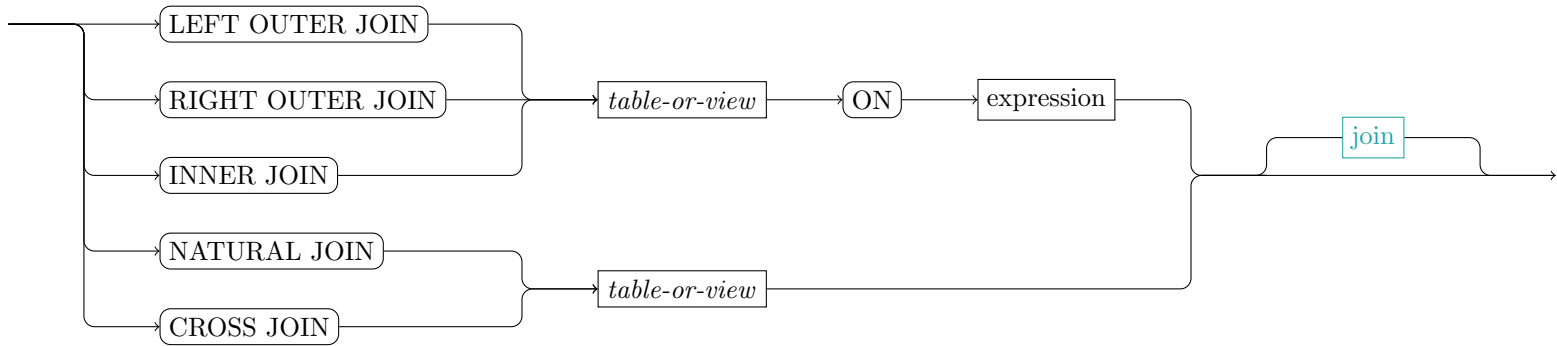 LEFT OUTER JOIN
RIGHT OUTER JOIN
table-or-view
ON
expression
join
INNER JOIN
NATURAL JOIN
table-or-view
CROSS JOIN